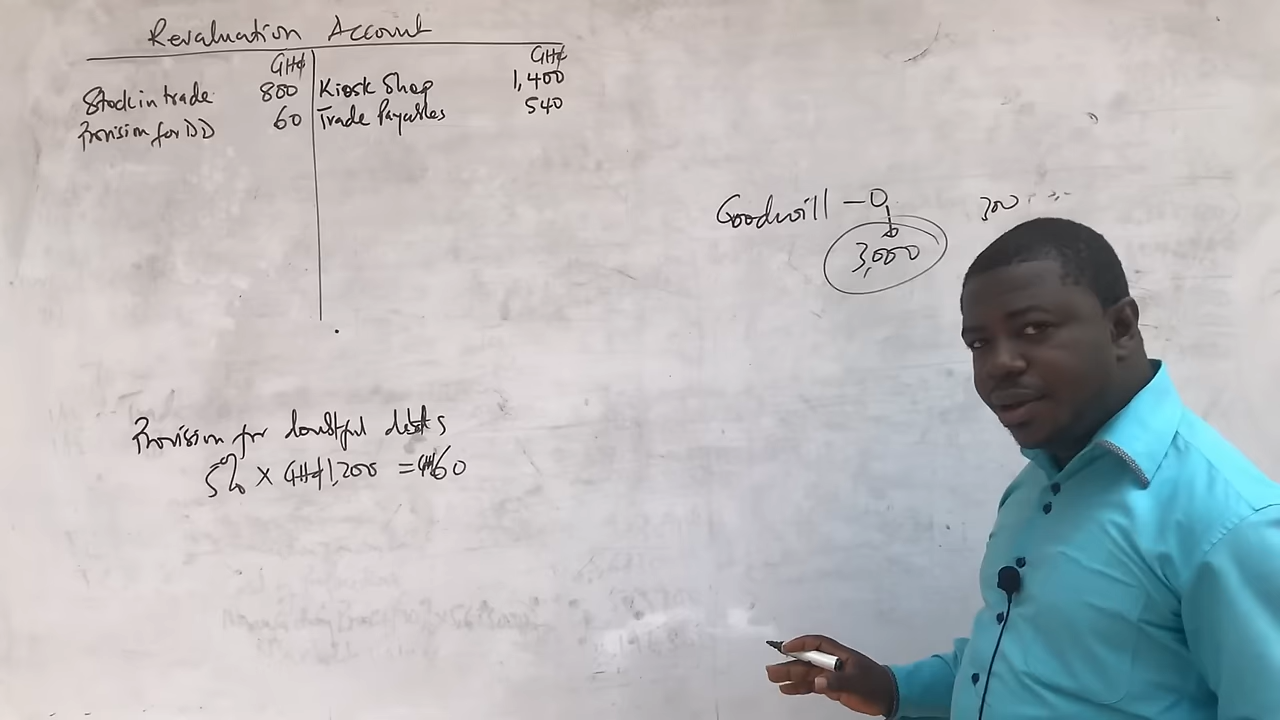 Revaluation Account
GH¢ GH¢
Stock in trade 800 Kiosk Shop 1,400
Provision for DD 60 Trade Payables 540
Goodwill - 0 300
3,000
Provision for doubtful debts
5% × GH¢1,200 = GH¢60